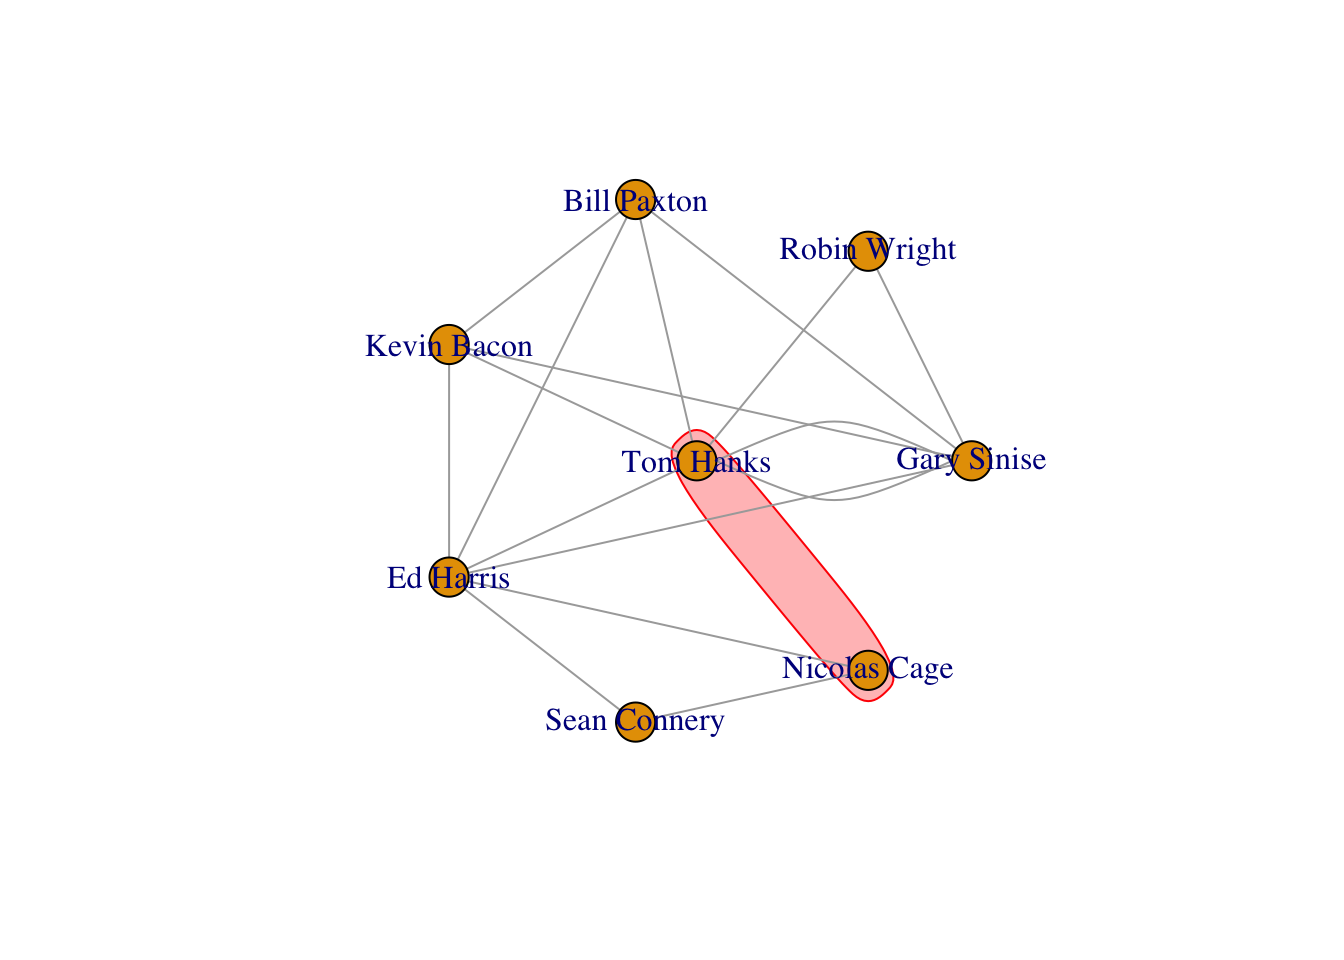 Bill Paxton
Robin Wright
Kevin Bacon
Tom Hanks
Gary Sinise
Ed Harris
Nicolas Cage
Sean Connery